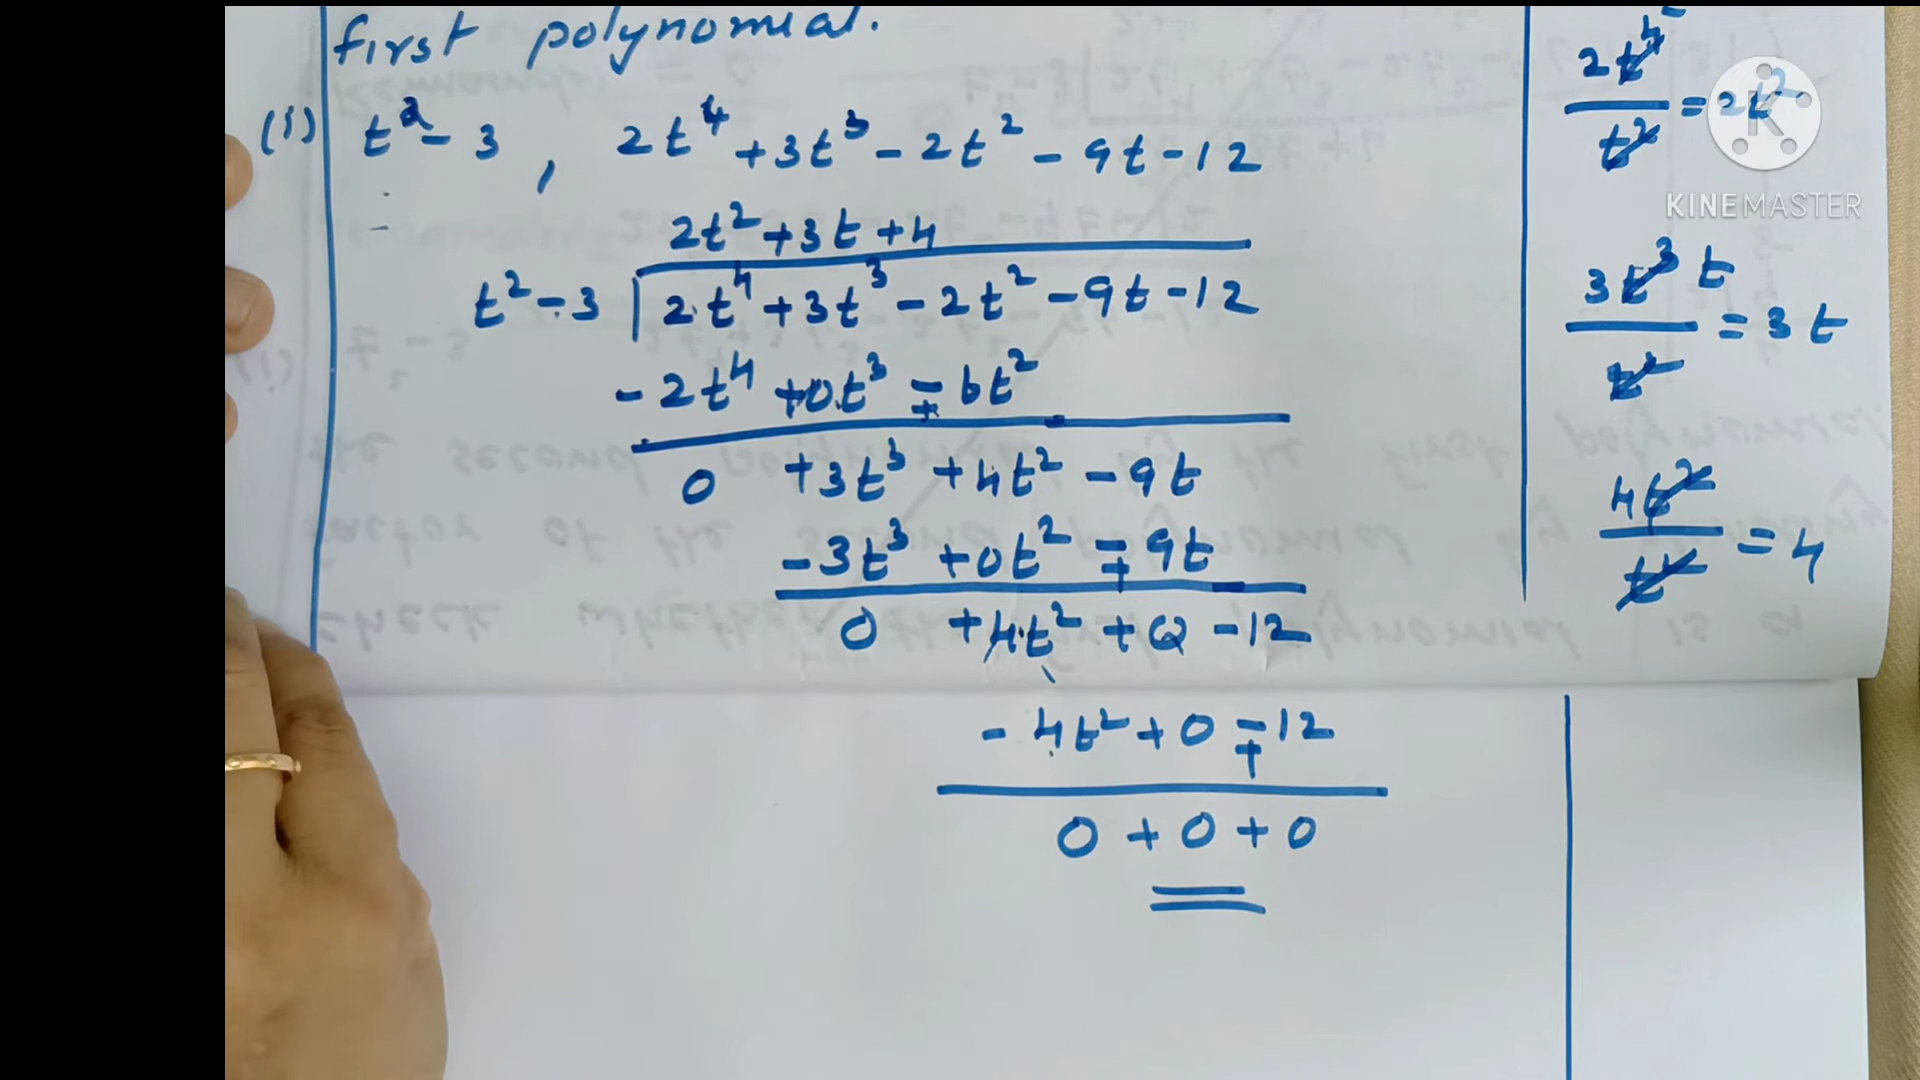 first polynomial.
(i) t² - 3 , 2t⁴ + 3t³ - 2t² - 9t - 12
2t² + 3t + 4
t² - 3 | 2t⁴ + 3t³ - 2t² - 9t - 12
- 2t⁴ + 0t³ - 6t²
+
0 + 3t³ + 4t² - 9t
- 3t³ + 0t² - 9t
+
0 + 4t² + 0 - 12
- 4t² + 0 - 12
+
0 + 0 + 0
2t⁴
t² = 2t²
3t³ t
t² = 3t
4t²
t² = 4
KINEMASTER